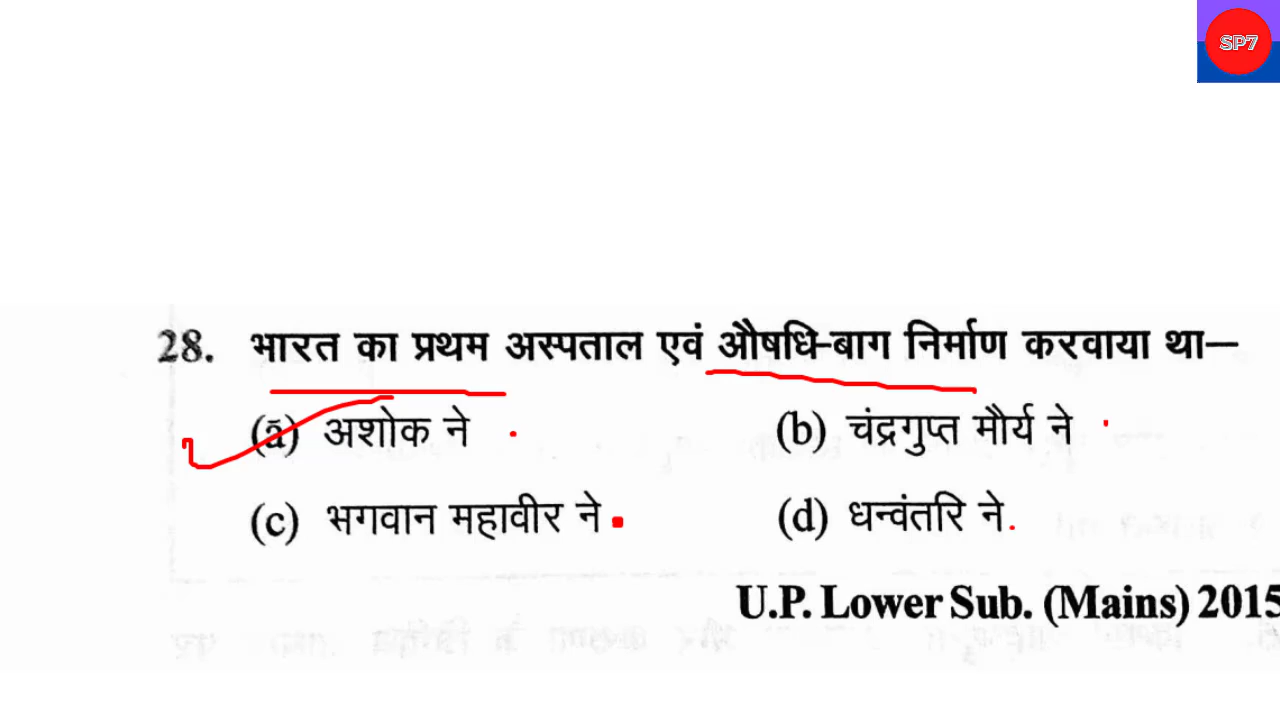 SP7
28. भारत का प्रथम अस्पताल एवं औषधि-बाग निर्माण करवाया था—
(a) अशोक ने (b) चंद्रगुप्त मौर्य ने
(c) भगवान महावीर ने (d) धन्वंतरि ने
U.P. Lower Sub. (Mains) 2015